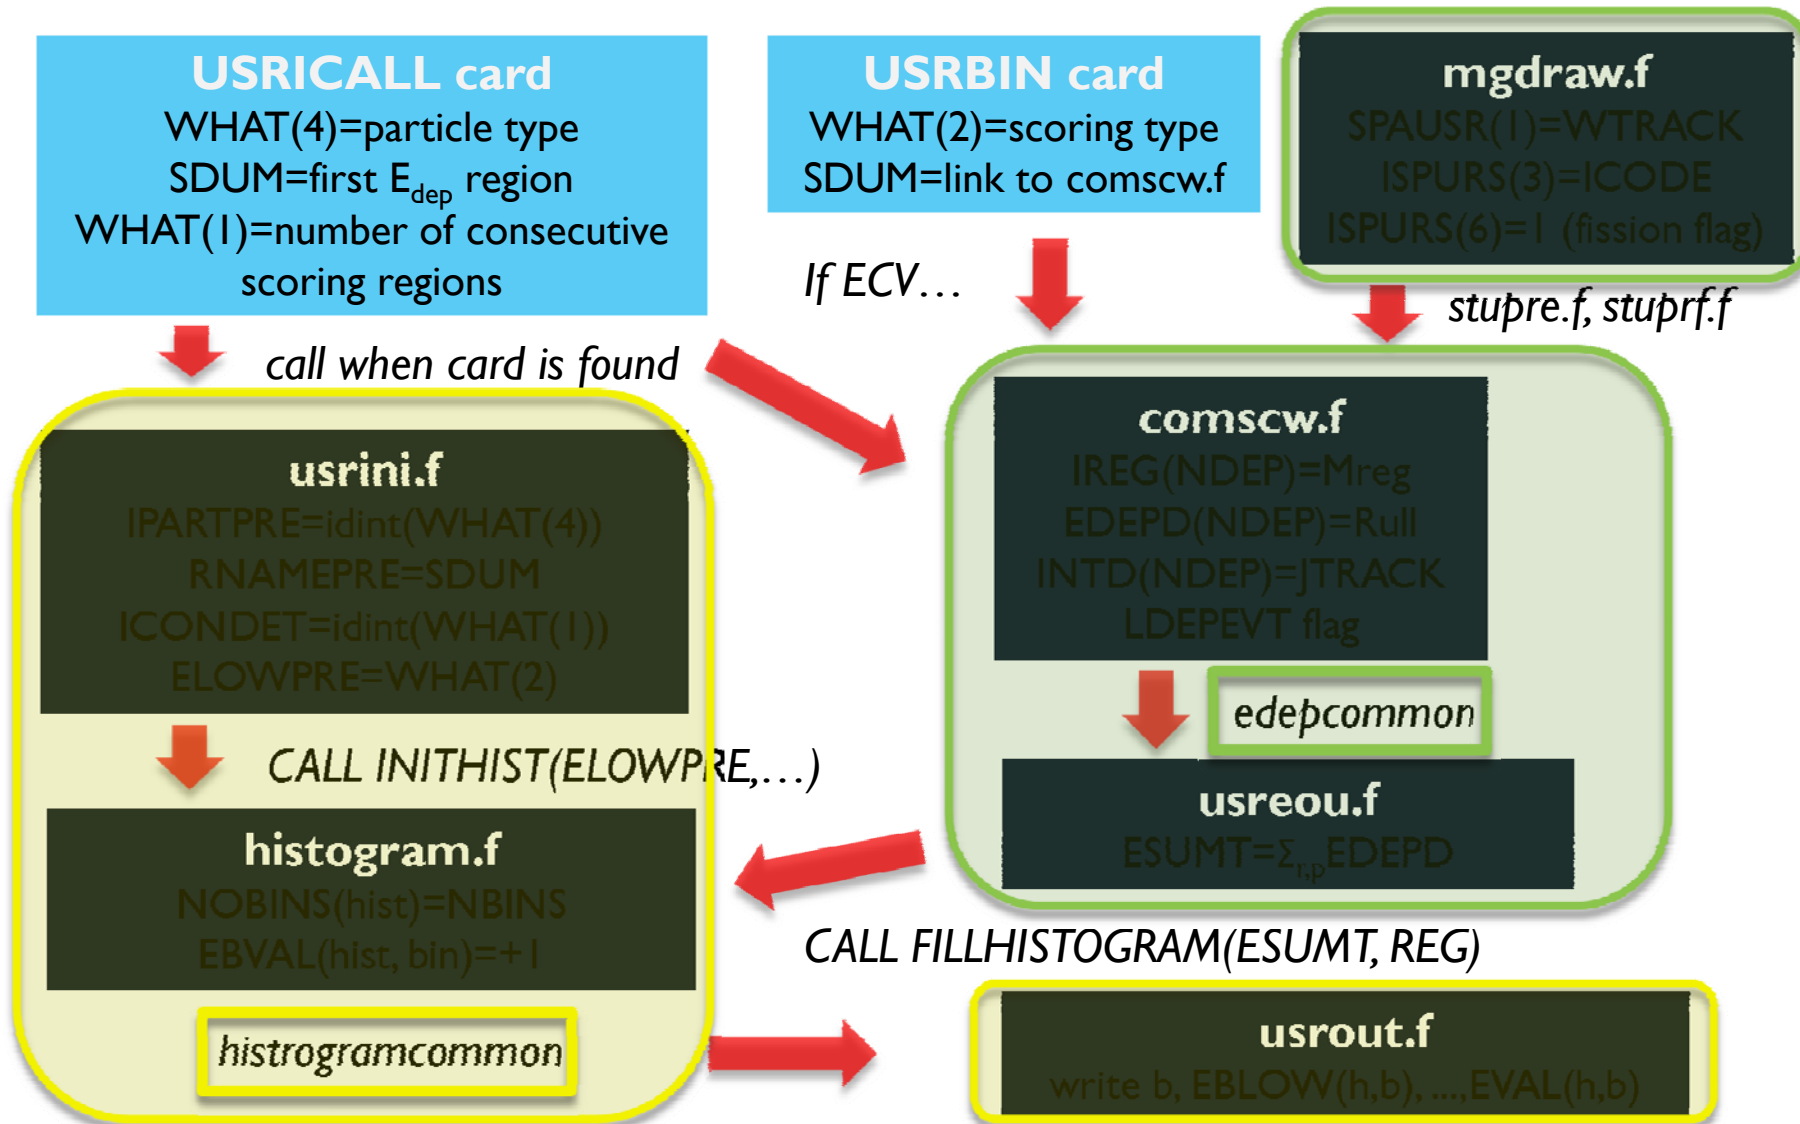 USRICALL card
WHAT(4)=particle type
SDUM=first Edep region
WHAT(1)=number of consecutive
scoring regions
USRBIN card
WHAT(2)=scoring type
SDUM=link to comscw.f
mgdraw.f
SPAUSR(1)=WTRACK
ISPURS(3)=ICODE
ISPURS(6)=1 (fission flag)
If ECV...
stupre.f, stuprf.f
call when card is found
usrini.f
IPARTPRE=idint(WHAT(4))
RNAMEPRE=SDUM
ICONDET=idint(WHAT(1))
ELOWPRE=WHAT(2)
comscw.f
IREG(NDEP)=Mreg
EDEPD(NDEP)=Rull
INTD(NDEP)=JTRACK
LDEPEVT flag
edepcommon
CALL INITHIST(ELOWPRE,...)
usreou.f
ESUMT=Σr,pEDEPD
histogram.f
NOBINS(hist)=NBINS
EBVAL(hist, bin)=+1
CALL FILLHISTOGRAM(ESUMT, REG)
histrogramcommon
usrout.f
write b, EBLOW(h,b), ...,EVAL(h,b)